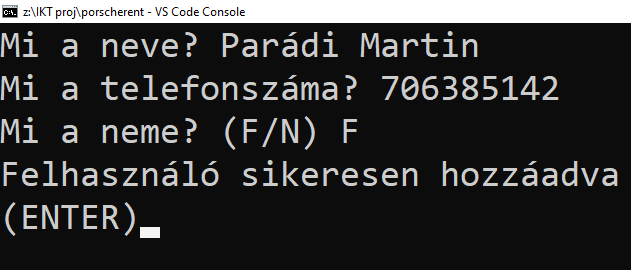 z:\IKT proj\porscherent - VS Code Console
Mi a neve? Parádi Martin
Mi a telefonszáma? 706385142
Mi a neme? (F/N) F
Felhasználó sikeresen hozzáadva
(ENTER)